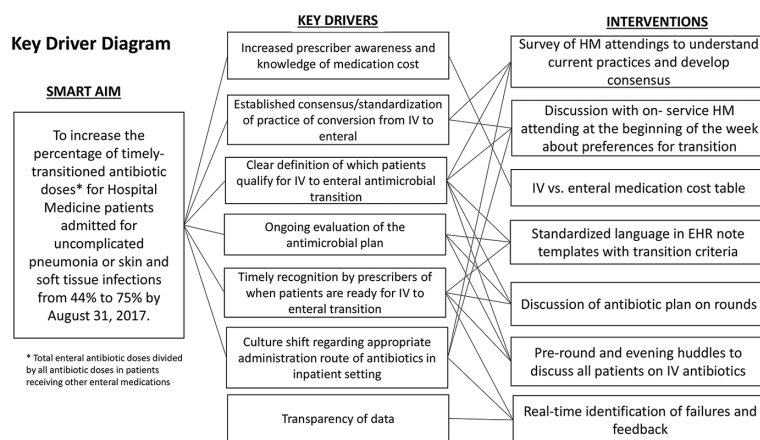 Key Driver Diagram
SMART AIM
To increase the
percentage of timely-
transitioned antibiotic
doses* for Hospital
Medicine patients
admitted for
uncomplicated
pneumonia or skin and
soft tissue infections
from 44% to 75% by
August 31, 2017.
* Total enteral antibiotic doses divided
by all antibiotic doses in patients
receiving other enteral medications
KEY DRIVERS
Increased prescriber awareness and
knowledge of medication cost
Established consensus/standardization
of practice of conversion from IV to
enteral
Clear definition of which patients
qualify for IV to enteral antimicrobial
transition
Ongoing evaluation of the
antimicrobial plan
Timely recognition by prescribers of
when patients are ready for IV to
enteral transition
Culture shift regarding appropriate
administration route of antibiotics in
inpatient setting
Transparency of data
INTERVENTIONS
Survey of HM attendings to understand
current practices and develop
consensus
Discussion with on- service HM
attending at the beginning of the week
about preferences for transition
IV vs. enteral medication cost table
Standardized language in EHR note
templates with transition criteria
Discussion of antibiotic plan on rounds
Pre-round and evening huddles to
discuss all patients on IV antibiotics
Real-time identification of failures and
feedback